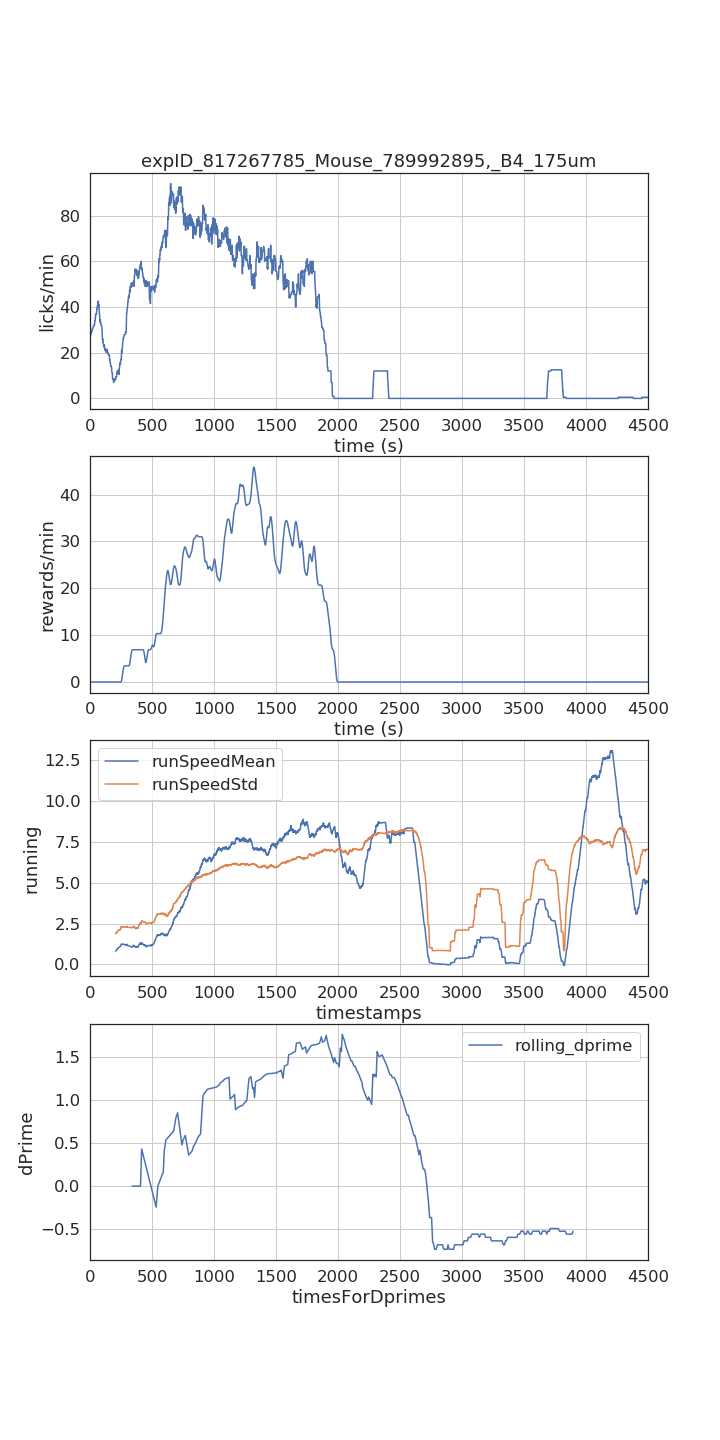 expID_817267785_Mouse_789992895,_B4_175um
80
60
40
20
0
licks/min
0 500 1000 1500 2000 2500 3000 3500 4000 4500
time (s)
40
30
20
10
0
rewards/min
0 500 1000 1500 2000 2500 3000 3500 4000 4500
time (s)
runSpeedMean
runSpeedStd
12.5
10.0
7.5
5.0
2.5
0.0
running
0 500 1000 1500 2000 2500 3000 3500 4000 4500
timestamps
rolling_dprime
1.5
1.0
0.5
0.0
−0.5
dPrime
0 500 1000 1500 2000 2500 3000 3500 4000 4500
timesForDprimes